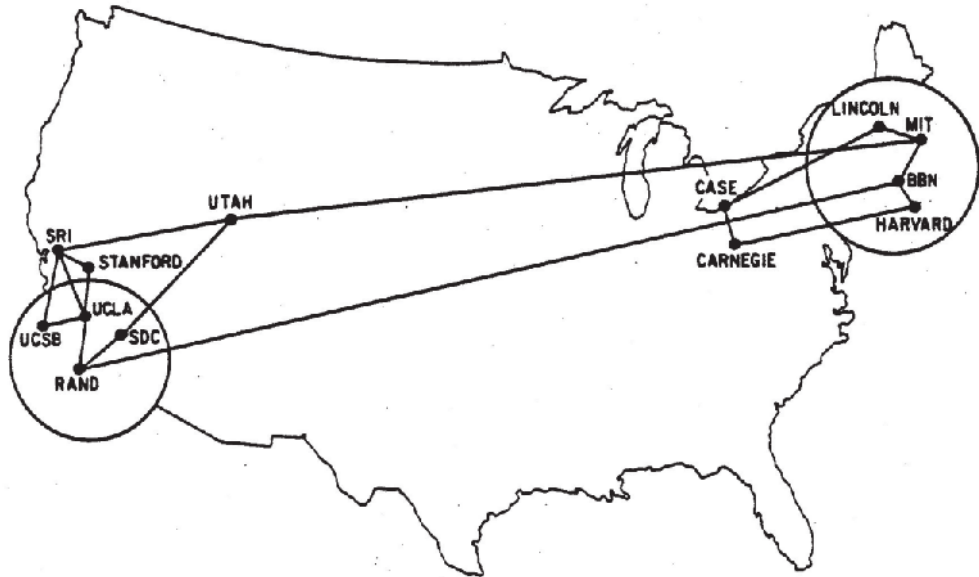 LINCOLN
MIT
CASE
BBN
UTAH
HARVARD
SRI
STANFORD
CARNEGIE
UCLA
UCSB
SDC
RAND